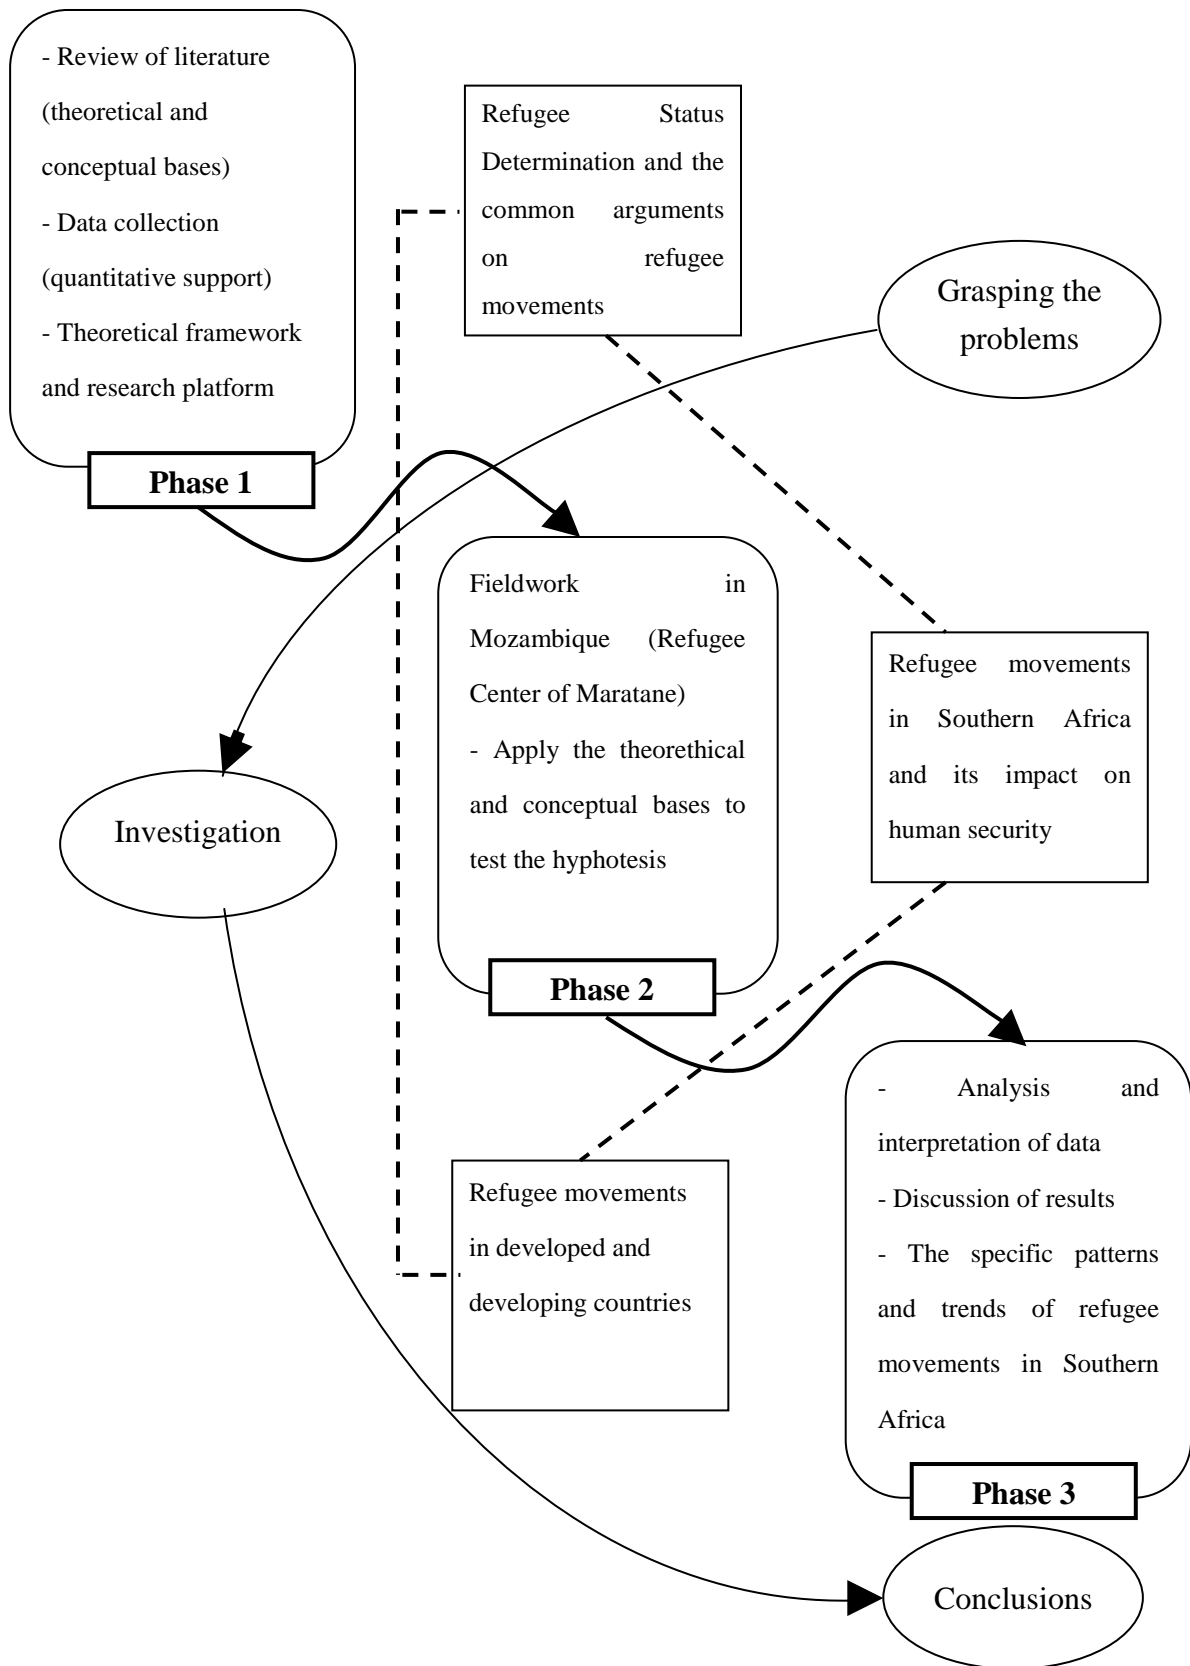 - Review of literature
(theoretical and
conceptual bases)
- Data collection
(quantitative support)
- Theoretical framework
and research platform
Phase 1
Refugee Status
Determination and the
common arguments
on refugee
movements
Grasping the
problems
Fieldwork in
Mozambique (Refugee
Center of Maratane)
- Apply the theorethical
and conceptual bases to
test the hyphotesis
Phase 2
Refugee movements
in Southern Africa
and its impact on
human security
Investigation
Refugee movements
in developed and
developing countries
- Analysis and
interpretation of data
- Discussion of results
- The specific patterns
and trends of refugee
movements in Southern
Africa
Phase 3
Conclusions